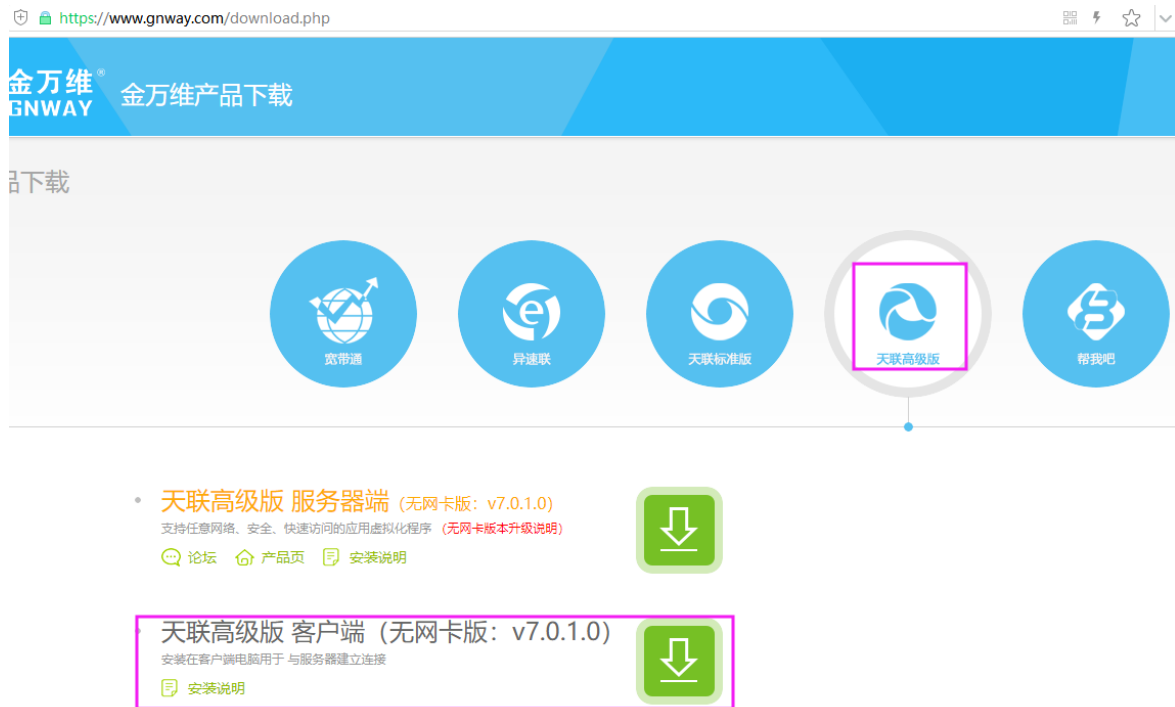 https://www.gnway.com/download.php
金万维®
GNWAY
金万维产品下载
品下载
宽带通
异速联
天联标准版
天联高级版
帮我吧
天联高级版 服务器端（无网卡版：v7.0.1.0）
支持任意网络、安全、快速访问的应用虚拟化程序 （无网卡版本升级说明）
论坛 产品页 安装说明
天联高级版 客户端（无网卡版：v7.0.1.0）
安装在客户端电脑用于 与服务器建立连接
安装说明